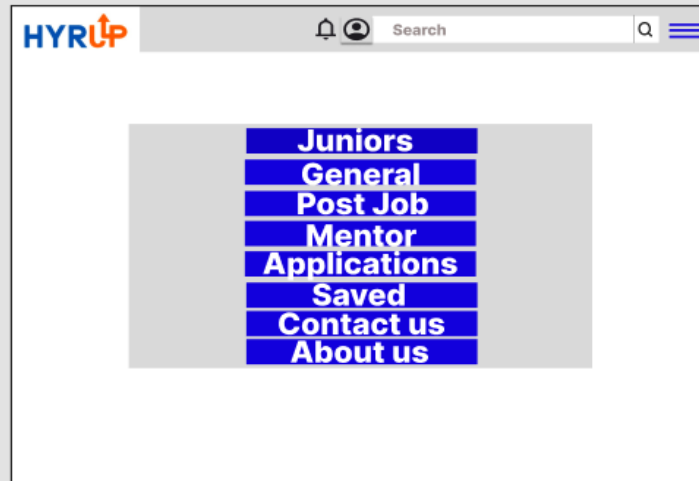 HYRUP
Search
Juniors
General
Post Job
Mentor
Applications
Saved
Contact us
About us